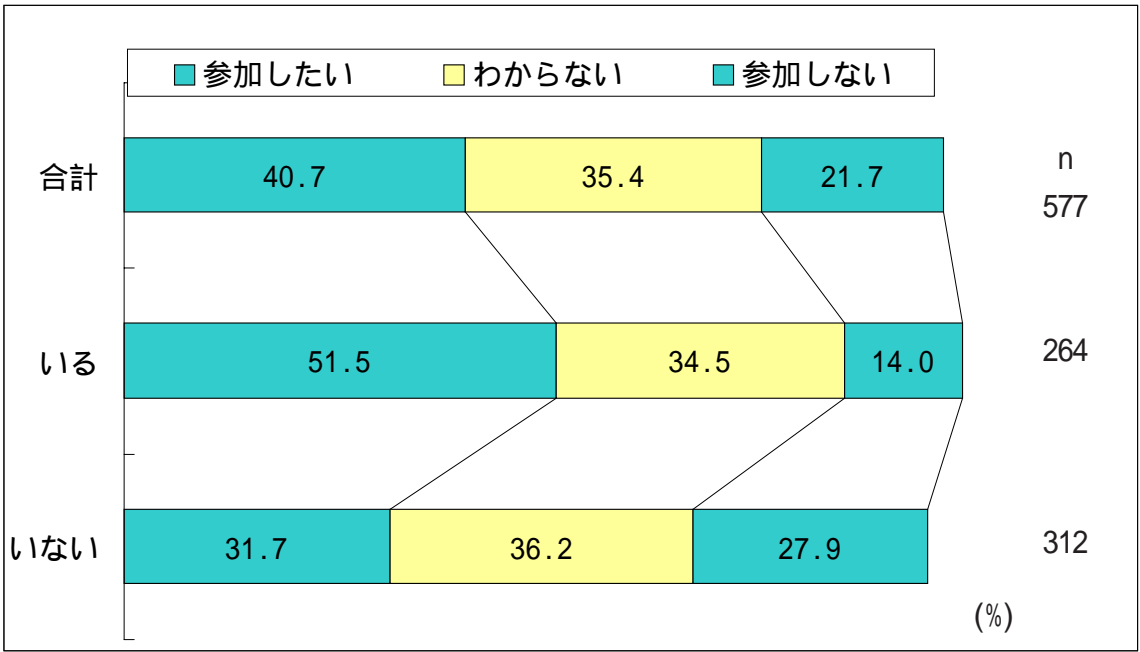 参加したい わからない 参加しない
合計 40.7 35.4 21.7 n
577
いる 51.5 34.5 14.0 264
いない 31.7 36.2 27.9 312
(%)